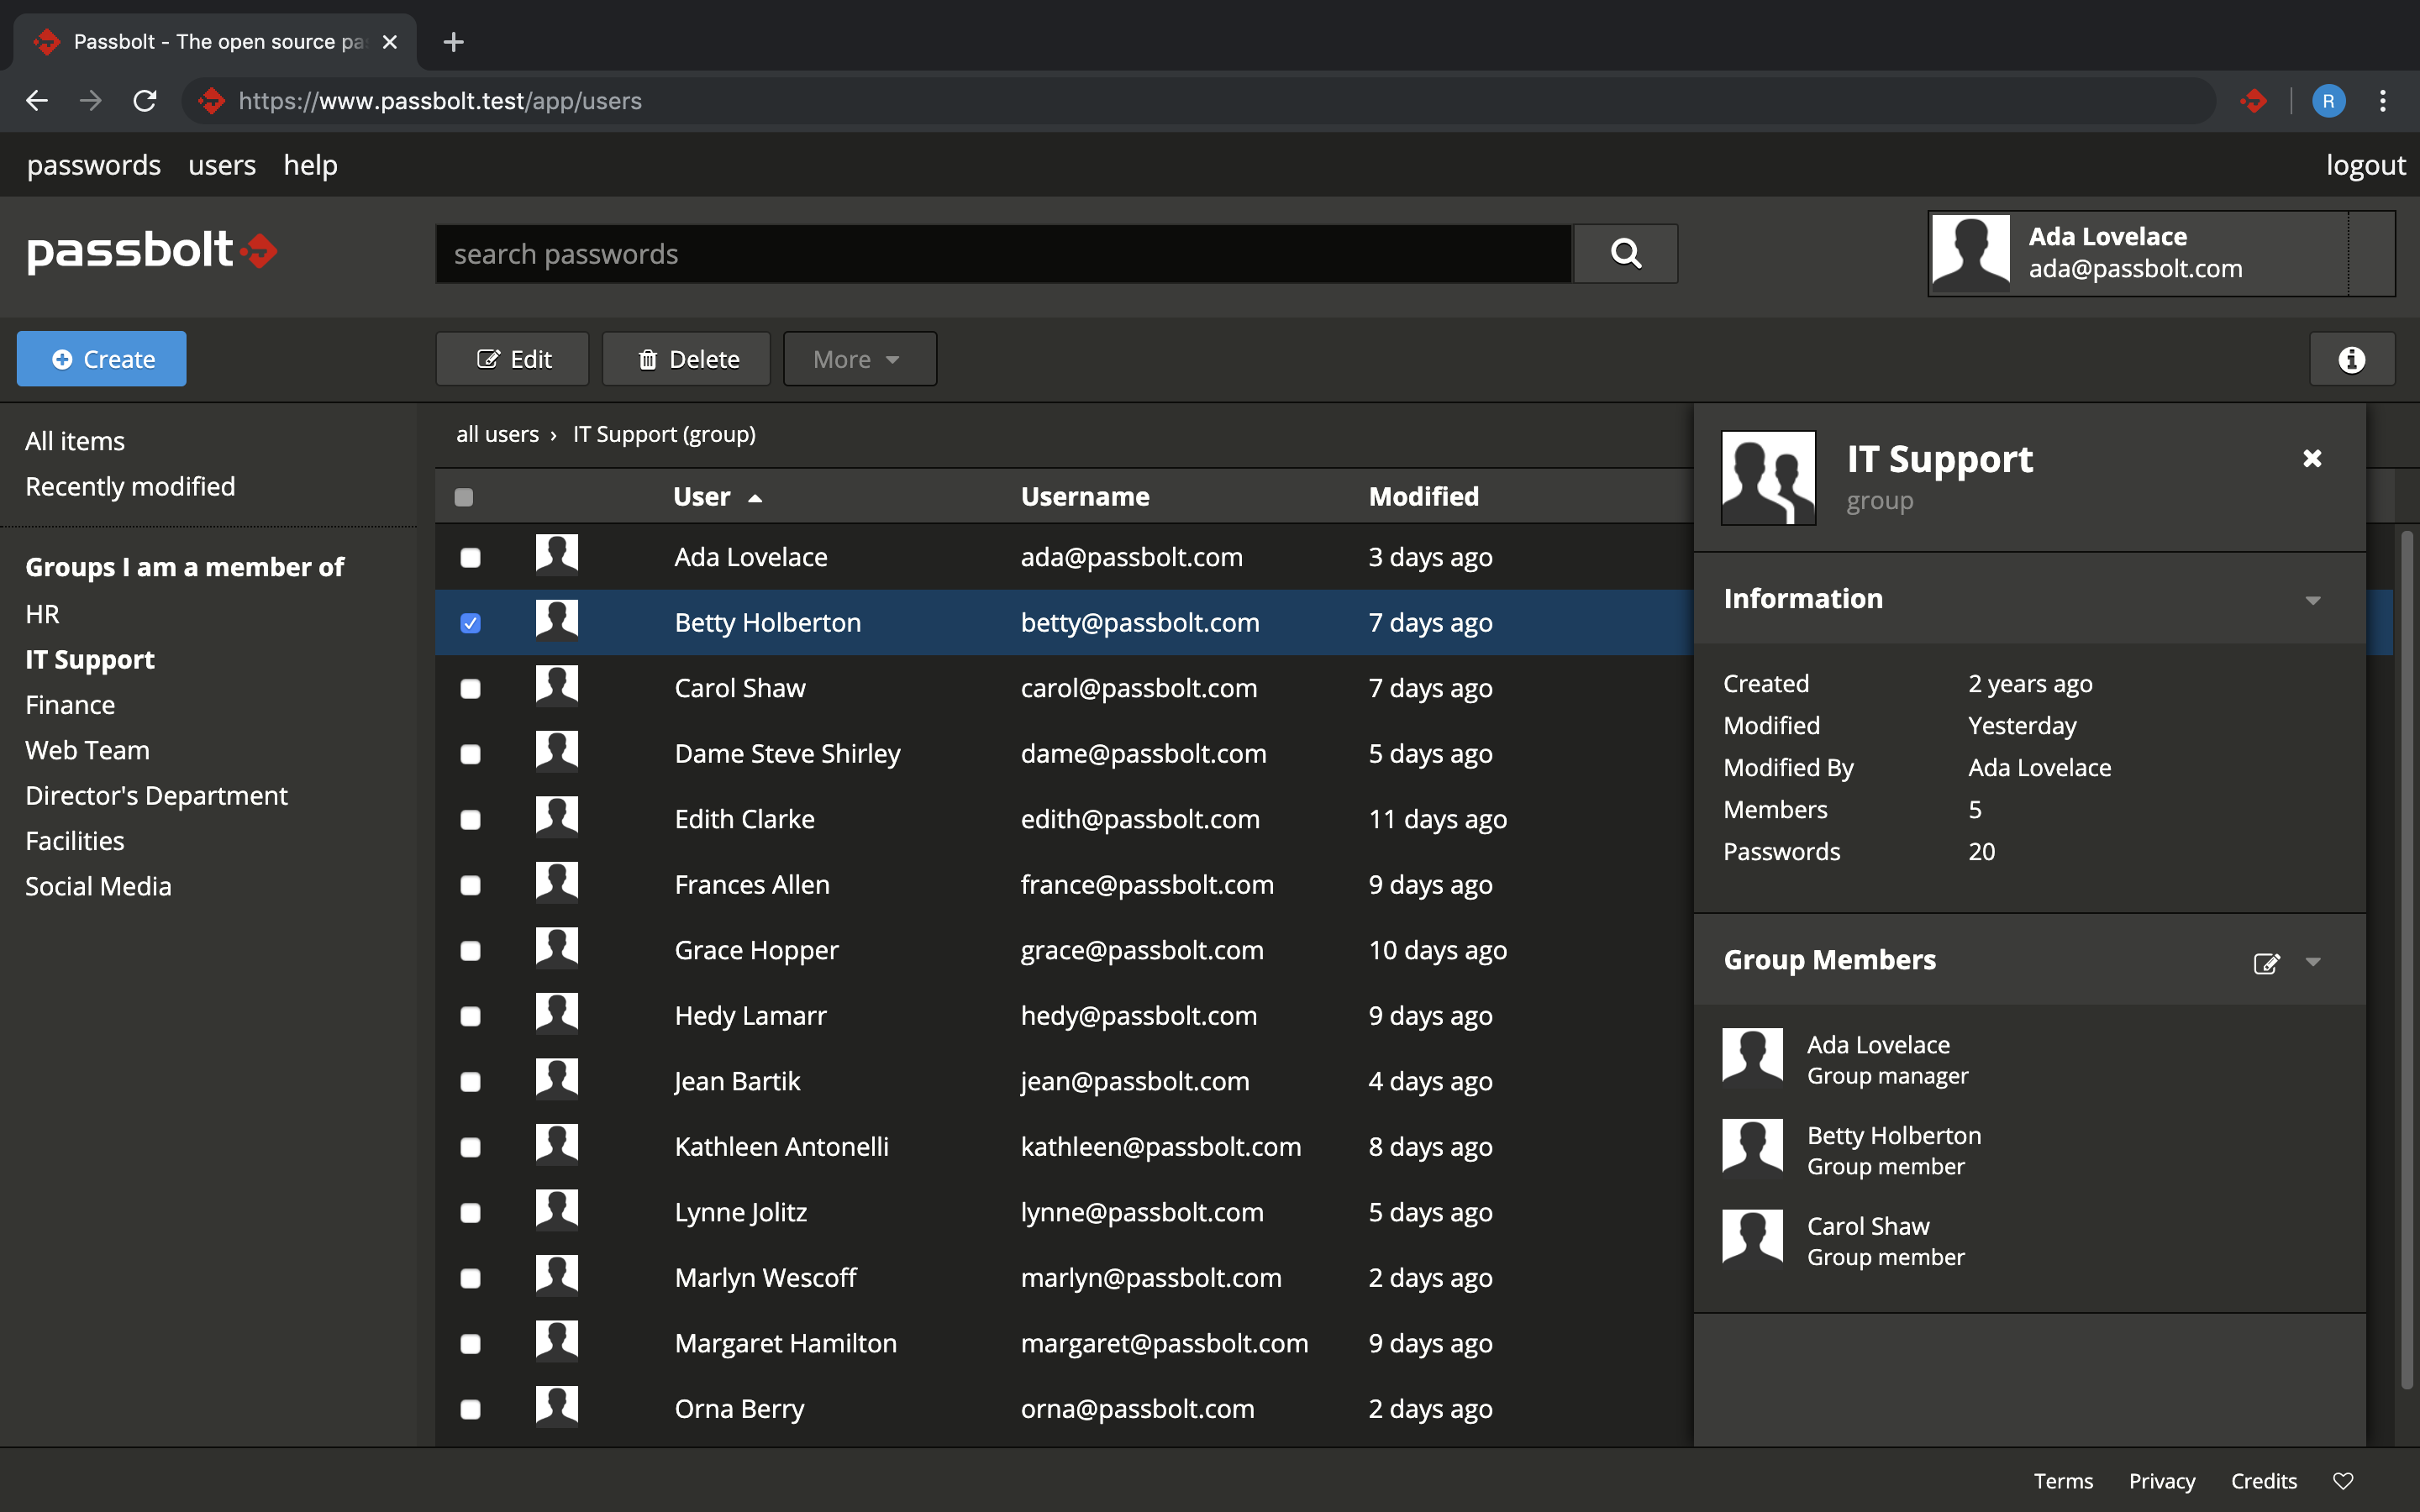 Passbolt - The open source pa
https://www.passbolt.test/app/users
R
passwords users help logout
passbolt
search passwords
Ada Lovelace
ada@passbolt.com
Create
Edit
Delete
More
All items
Recently modified
Groups I am a member of
HR
IT Support
Finance
Web Team
Director's Department
Facilities
Social Media
all users › IT Support (group)
User Username Modified
Ada Lovelace ada@passbolt.com 3 days ago
Betty Holberton betty@passbolt.com 7 days ago
Carol Shaw carol@passbolt.com 7 days ago
Dame Steve Shirley dame@passbolt.com 5 days ago
Edith Clarke edith@passbolt.com 11 days ago
Frances Allen france@passbolt.com 9 days ago
Grace Hopper grace@passbolt.com 10 days ago
Hedy Lamarr hedy@passbolt.com 9 days ago
Jean Bartik jean@passbolt.com 4 days ago
Kathleen Antonelli kathleen@passbolt.com 8 days ago
Lynne Jolitz lynne@passbolt.com 5 days ago
Marlyn Wescoff marlyn@passbolt.com 2 days ago
Margaret Hamilton margaret@passbolt.com 9 days ago
Orna Berry orna@passbolt.com 2 days ago
IT Support
group
Information
Created 2 years ago
Modified Yesterday
Modified By Ada Lovelace
Members 5
Passwords 20
Group Members
Ada Lovelace
Group manager
Betty Holberton
Group member
Carol Shaw
Group member
Terms Privacy Credits